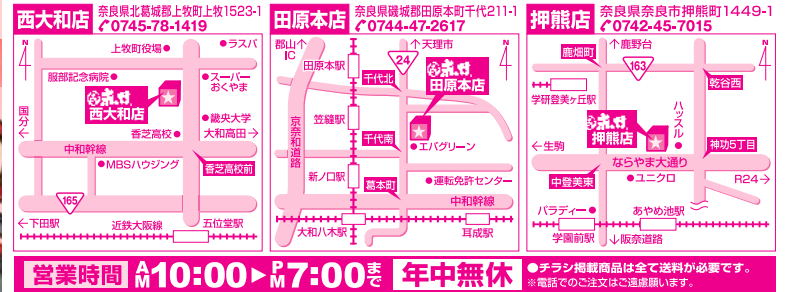 西大和店
奈良県北葛城郡上牧町上牧1523-1
0745-78-1419
N
上牧町役場
ラスパ
服部記念病院
スーパー
おくやま
西大和店
国分
畿央大学
香芝高校
大和高田
中和幹線
MBSハウジング
香芝高校前
165
下田駅
近鉄大阪線
五位堂駅
田原本店
奈良県磯城郡田原本町千代211-1
0744-47-2617
郡山
IC
天理市
N
田原本駅
24
千代北
田原本店
笠縫駅
京奈和道路
千代南
エバグリーン
新ノ口駅
葛本町
運転免許センター
中和幹線
大和八木駅
耳成駅
押熊店
奈良県奈良市押熊町1449-1
0742-45-7015
鹿野台
N
鹿畑町
163
乾谷西
学研登美ヶ丘駅
ハッスル
押熊店
生駒
神功5丁目
ならやま大通り
中登美東
ユニクロ
R24
パラディー
あやめ池駅
学園前駅
阪奈道路
営業時間 AM10:00▶PM7:00まで 年中無休
●チラシ掲載商品は全て送料が必要です。
※電話でのご注文はご遠慮願います。